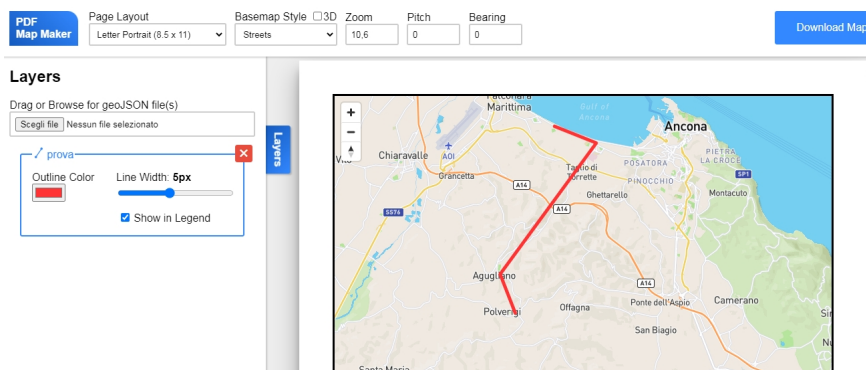 PDF
Map Maker
Page Layout
Letter Portrait (8.5 x 11)
Basemap Style
3D
Streets
Zoom
10,6
Pitch
0
Bearing
0
Download Map
Layers
Drag or Browse for geoJSON file(s)
Scegli file Nessun file selezionato
prova
Outline Color
Line Width: 5px
Show in Legend
Layers
+
−
Marittima
Gulf of
Ancona
Ancona
Chiaravalle
AOI
Grancetta
PIETRA
LA CROCE
POSATORA
PINOCCHIO
SP1
Montacuto
A14
Ghettarello
A14
SS76
Agugliano
A14
Polverigi
Offagna
Ponte dell'Aspio
Camerano
San Biagio
Santa Maria